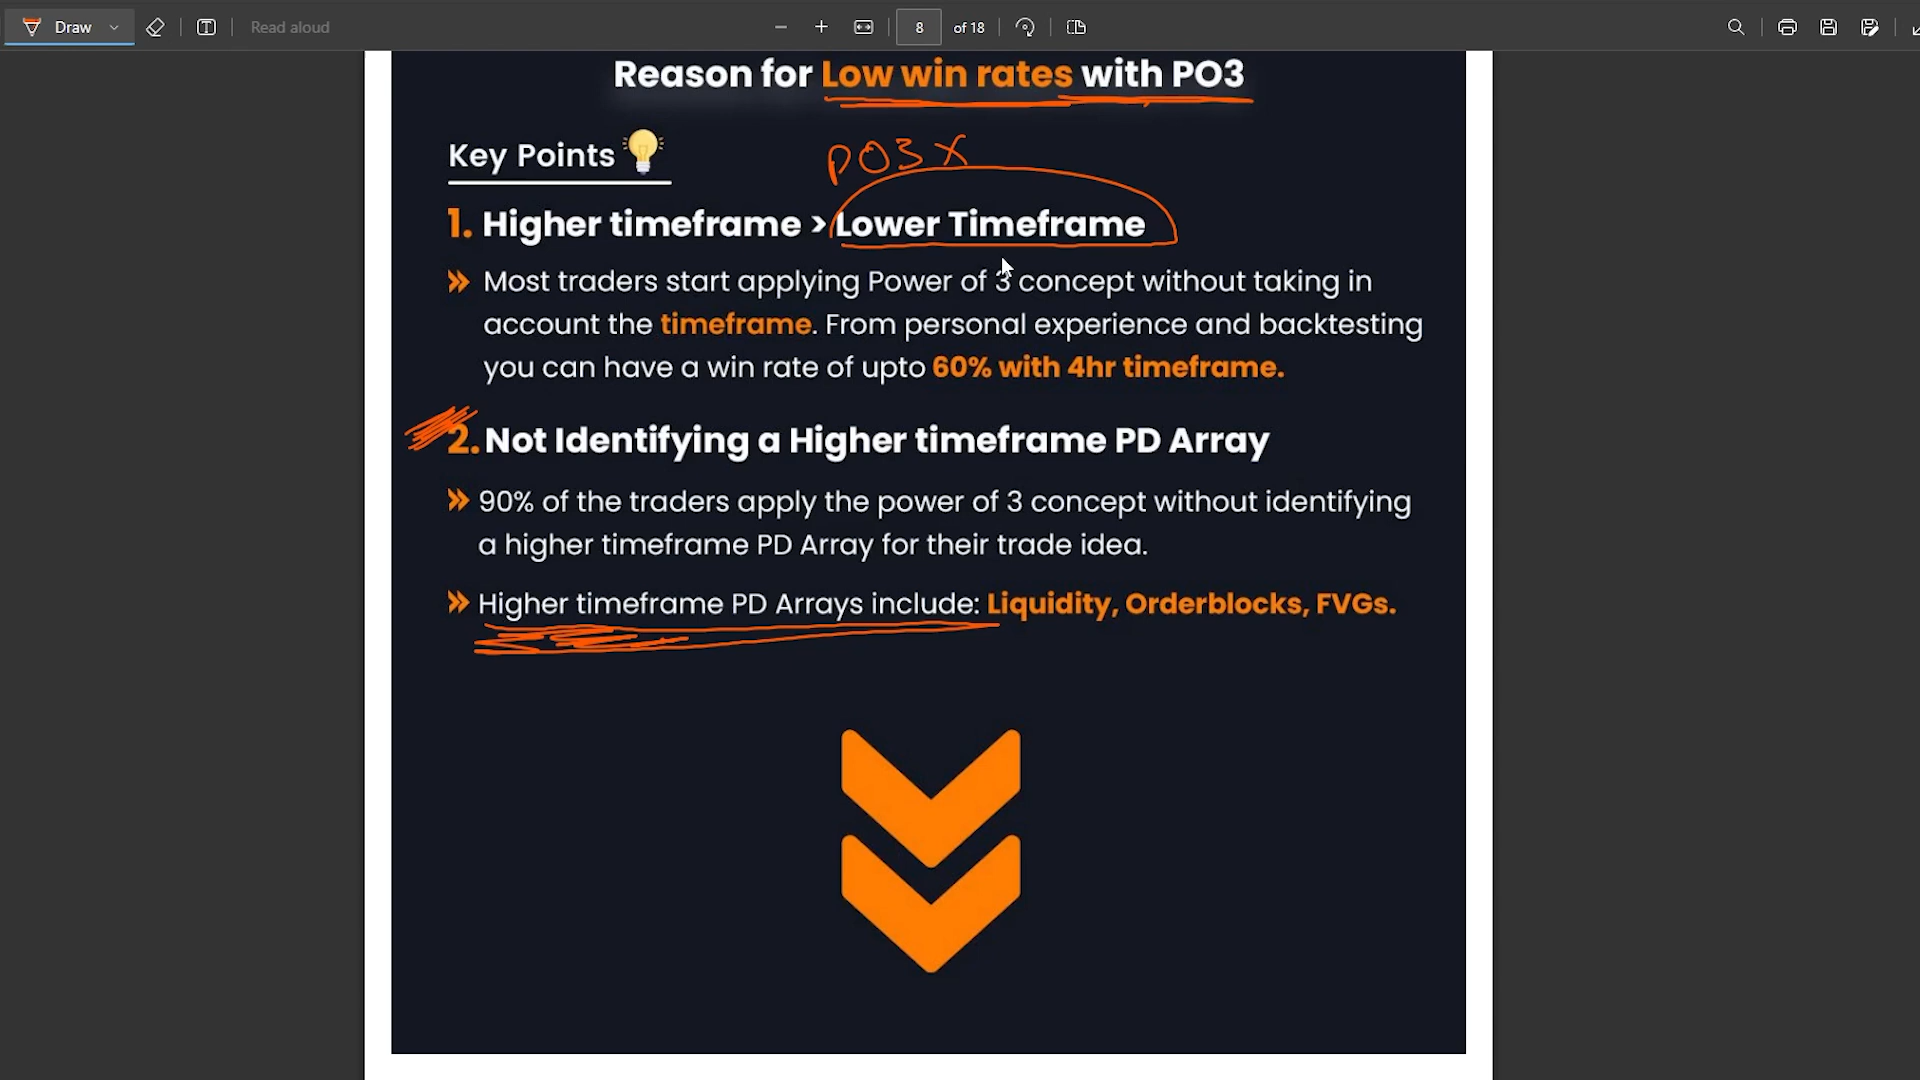 Draw
Read aloud
8 of 18
Reason for Low win rates with PO3
Key Points
PO3 X
1. Higher timeframe > Lower Timeframe
Most traders start applying Power of 3 concept without taking in
account the timeframe. From personal experience and backtesting
you can have a win rate of upto 60% with 4hr timeframe.
2. Not Identifying a Higher timeframe PD Array
90% of the traders apply the power of 3 concept without identifying
a higher timeframe PD Array for their trade idea.
Higher timeframe PD Arrays include: Liquidity, Orderblocks, FVGs.